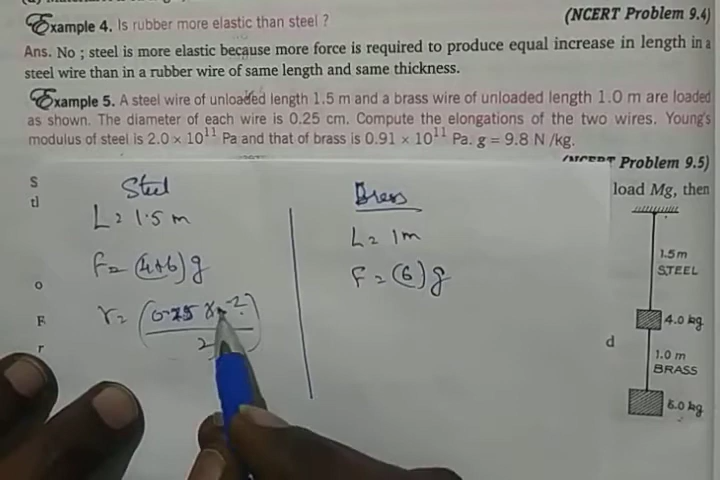 Example 4. Is rubber more elastic than steel ?
(NCERT Problem 9.4)
Ans. No ; steel is more elastic because more force is required to produce equal increase in length in a
steel wire than in a rubber wire of same length and same thickness.
Example 5. A steel wire of unloaded length 1.5 m and a brass wire of unloaded length 1.0 m are loaded
as shown. The diameter of each wire is 0.25 cm. Compute the elongations of the two wires. Young's
modulus of steel is 2.0 × 10¹¹ Pa and that of brass is 0.91 × 10¹¹ Pa. g = 9.8 N /kg.
Problem 9.5)
load Mg, then
Steel
L = 1.5 m
F = (4+6) g
r = (0.25 ×
2
Brass
L = 1m
F = (6) g
1.5m
STEEL
4.0 kg
d
1.0 m
BRASS
6.0 kg